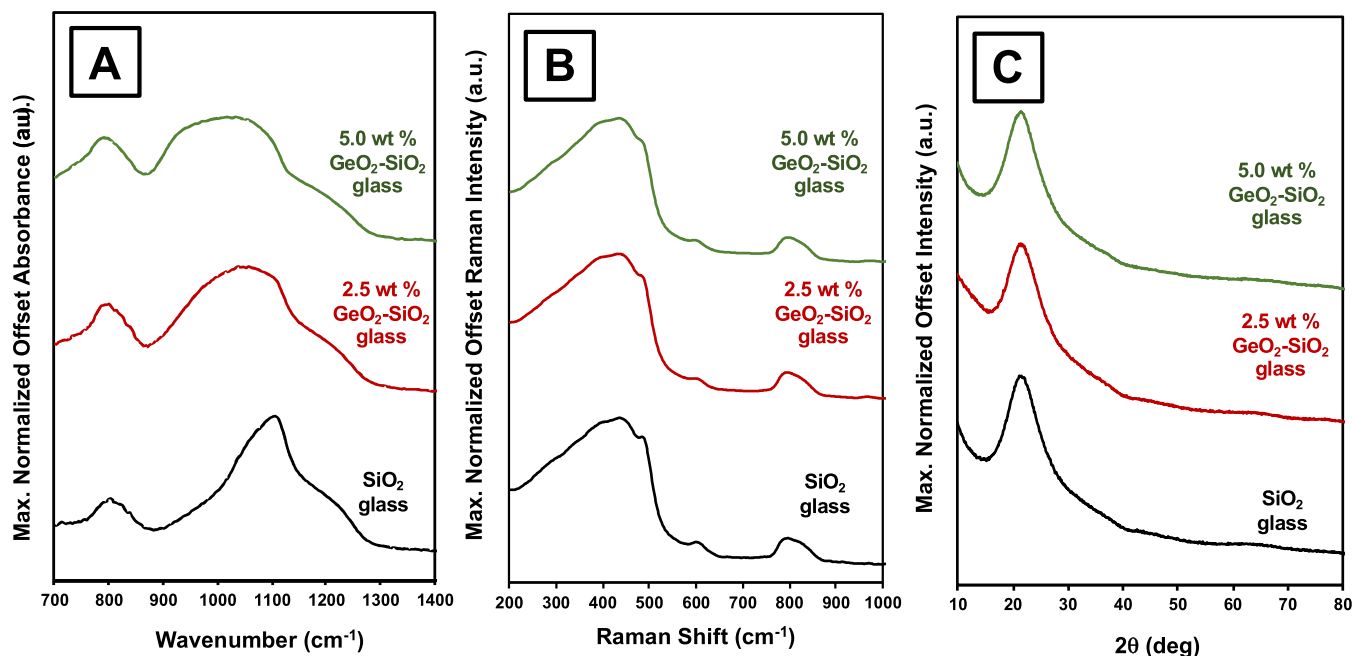 A
Max. Normalized Offset Absorbance (au).)
5.0 wt %
GeO₂-SiO₂
glass
2.5 wt %
GeO₂-SiO₂
glass
SiO₂
glass
700 800 900 1000 1100 1200 1300 1400
Wavenumber (cm⁻¹)
B
Max. Normalized Offset Raman Intensity (a.u.)
5.0 wt %
GeO₂-SiO₂
glass
2.5 wt %
GeO₂-SiO₂
glass
SiO₂
glass
200 300 400 500 600 700 800 900 1000
Raman Shift (cm⁻¹)
C
Max. Normalized Offset Intensity (a.u.)
5.0 wt %
GeO₂-SiO₂
glass
2.5 wt %
GeO₂-SiO₂
glass
SiO₂
glass
10 20 30 40 50 60 70 80
2θ (deg)